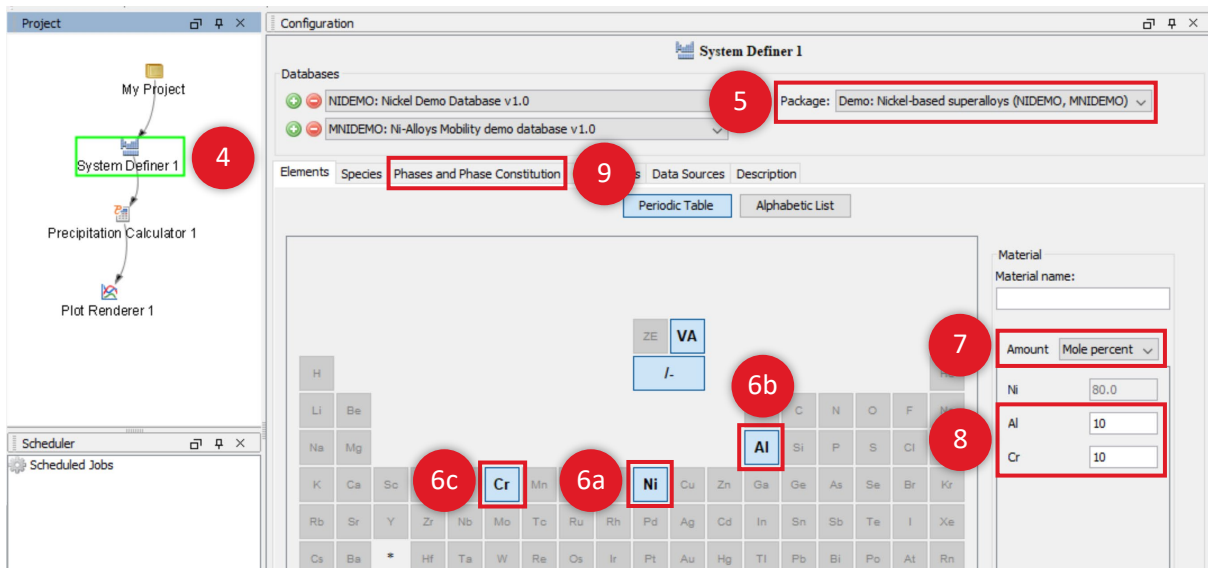 Project
My Project
System Definer 1
4
Precipitation Calculator 1
Plot Renderer 1
Scheduler
Scheduled Jobs
Configuration
System Definer 1
Databases
NIDEMO: Nickel Demo Database v1.0
5
Package: Demo: Nickel-based superalloys (NIDEMO, MNIDEMO)
MNIDEMO: Ni-Alloys Mobility demo database v1.0
Elements Species Phases and Phase Constitution 9 Data Sources Description
Periodic Table Alphabetic List
ZE VA
/-
6b
H
Li Be C N O F
Na Mg Al Si P S Cl
K Ca Sc 6c Cr Mn 6a Ni Cu Zn Ga Ge As Se Br Kr
Rb Sr Y Zr Nb Mo Tc Ru Rh Pd Ag Cd In Sn Sb Te I Xe
Cs Ba * Hf Ta W Re Os Ir Pt Au Hg Tl Pb Bi Po At Rn
Material
Material name:
7
Amount Mole percent
Ni 80.0
8
Al 10
Cr 10